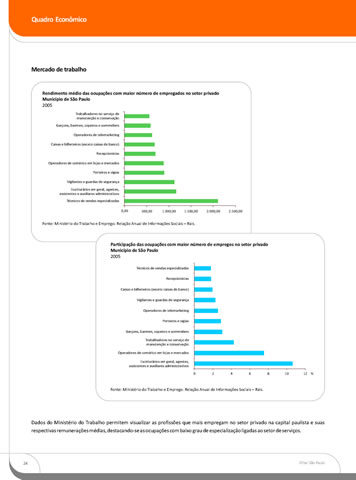 Quadro Econômico
Mercado de trabalho
Rendimento médio das ocupações com maior número de empregados no setor privado
Município de São Paulo
2005
Trabalhadores no serviço de
manutenção e conservação
Garçons, barmen, copeiros e sommeliers
Operadores de telemarketing
Caixas e bilheteiros (exceto caixas de banco)
Recepcionistas
Operadores do comércio em lojas e mercados
Porteiros e vigias
Vigilantes e guardas de segurança
Escriturários em geral, agentes,
assistentes e auxiliares administrativos
Técnicos de vendas especializadas
0,00 500,00 1.000,00 1.500,00 2.000,00 2.500,00
Fonte: Ministério do Trabalho e Emprego. Relação Anual de Informações Sociais – Rais.
Participação das ocupações com maior número de empregos no setor privado
Município de São Paulo
2005
Técnicos de vendas especializadas
Recepcionistas
Caixas e bilheteiros (exceto caixas de banco)
Vigilantes e guardas de segurança
Operadores de telemarketing
Porteiros e vigias
Garçons, barmen, copeiros e sommeliers
Trabalhadores no serviço de
manutenção e conservação
Operadores do comércio em lojas e mercados
Escriturários em geral, agentes,
assistentes e auxiliares administrativos
0 2 4 6 8 10 12 %
Fonte: Ministério do Trabalho e Emprego. Relação Anual de Informações Sociais – Rais.
Dados do Ministério do Trabalho permitem visualizar as profissões que mais empregam no setor privado na capital paulista e suas
respectivas remunerações médias, destacando-se as ocupações com baixo grau de especialização ligadas ao setor de serviços.
São Paulo